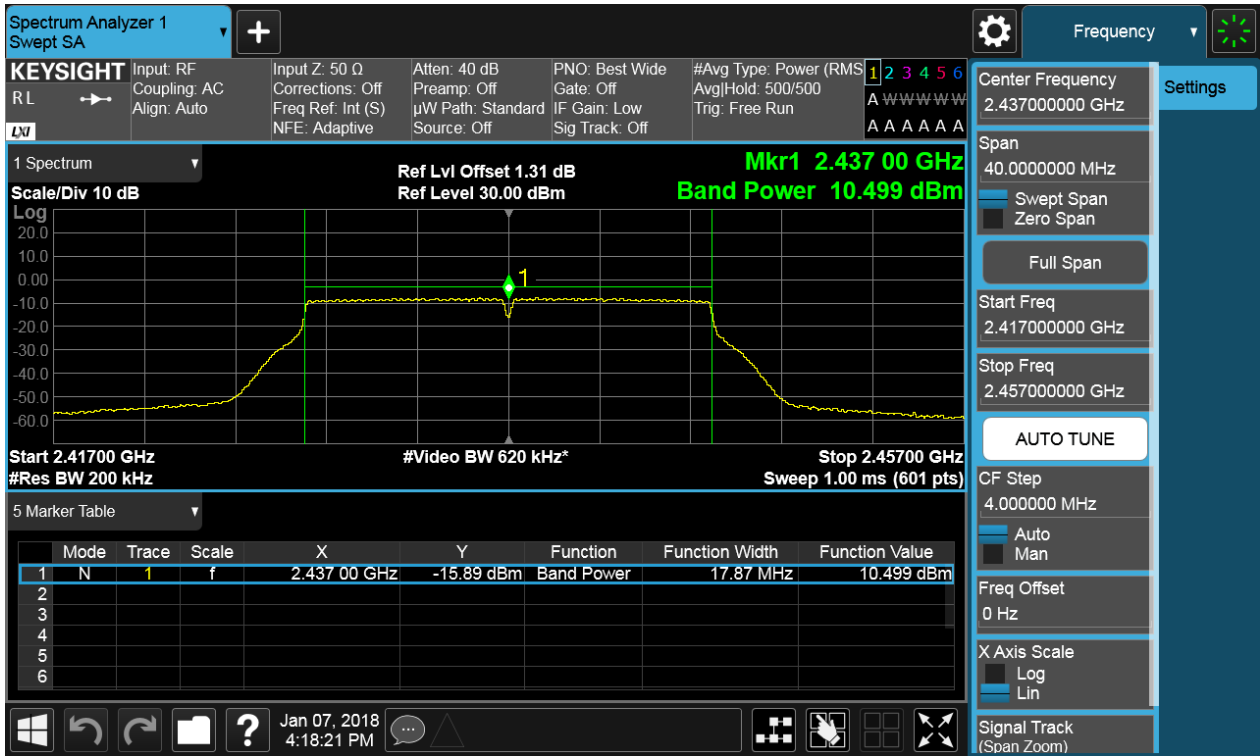 Spectrum Analyzer 1
Swept SA
Frequency
KEYSIGHT
R L
LXI
Input: RF
Coupling: AC
Align: Auto
Input Z: 50 Ω
Corrections: Off
Freq Ref: Int (S)
NFE: Adaptive
Atten: 40 dB
Preamp: Off
µW Path: Standard
Source: Off
PNO: Best Wide
Gate: Off
IF Gain: Low
Sig Track: Off
#Avg Type: Power (RMS
Avg|Hold: 500/500
Trig: Free Run
1 2 3 4 5 6
A W W W W W
A A A A A A
1 Spectrum
Scale/Div 10 dB
Ref Lvl Offset 1.31 dB
Ref Level 30.00 dBm
Mkr1 2.437 00 GHz
Band Power 10.499 dBm
Log
20.0
10.0
0.00
-10.0
-20.0
-30.0
-40.0
-50.0
-60.0
1
Start 2.41700 GHz
#Video BW 620 kHz*
Stop 2.45700 GHz
#Res BW 200 kHz
Sweep 1.00 ms (601 pts)
5 Marker Table
Mode Trace Scale X Y Function Function Width Function Value
1 N 1 f 2.437 00 GHz -15.89 dBm Band Power 17.87 MHz 10.499 dBm
2
3
4
5
6
Jan 07, 2018
4:18:21 PM
Center Frequency
2.437000000 GHz
Span
40.0000000 MHz
Swept Span
Zero Span
Full Span
Start Freq
2.417000000 GHz
Stop Freq
2.457000000 GHz
AUTO TUNE
CF Step
4.000000 MHz
Auto
Man
Freq Offset
0 Hz
X Axis Scale
Log
Lin
Signal Track
(Span Zoom)
Settings